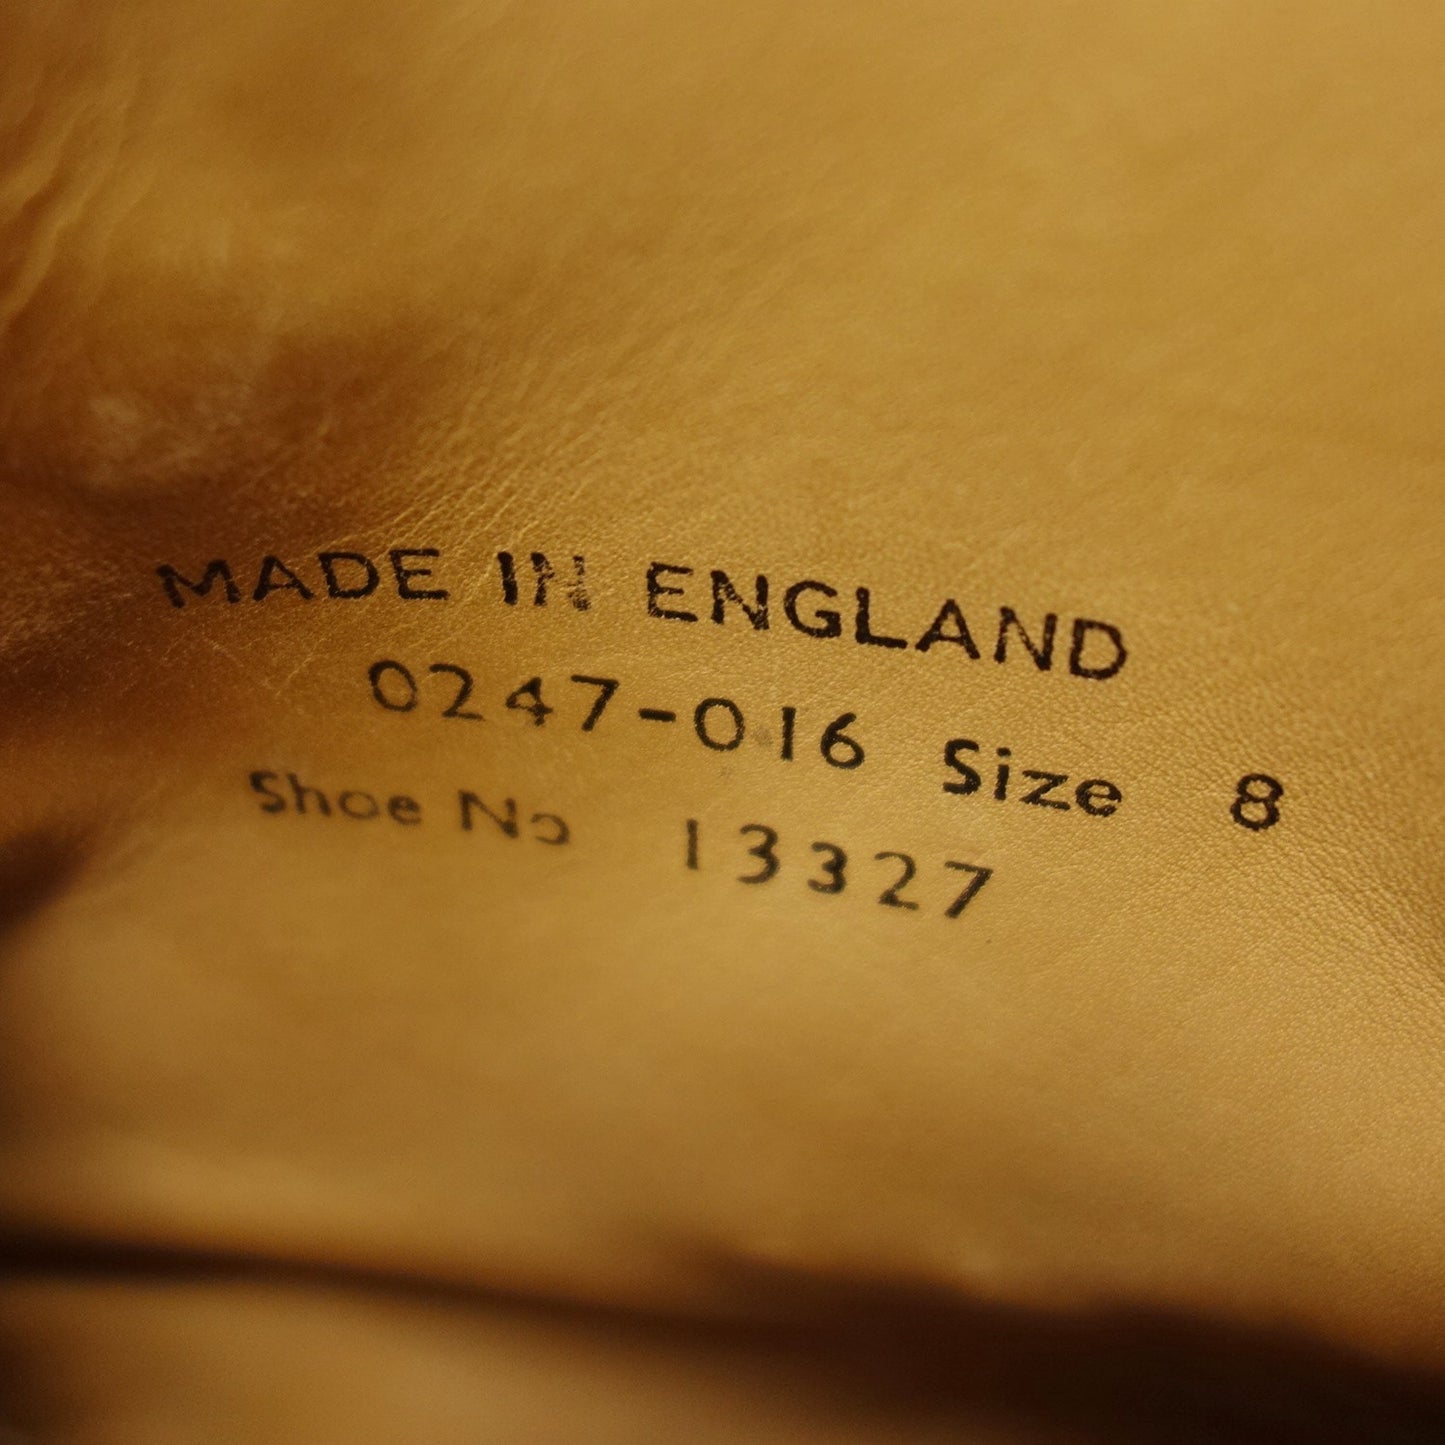 MADE IN ENGLAND
0247-016 Size 8
Shoe No 13327